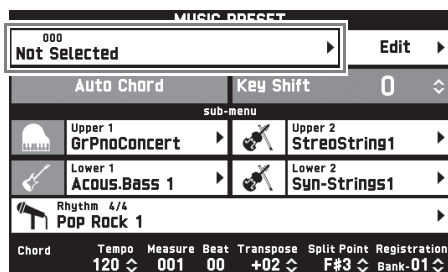 MUSIC PRESET
000
Not Selected
Edit
Auto Chord Key Shift 0
sub-menu
Upper 1 Upper 2
GrPnoConcert StreoString1
Lower 1 Lower 2
Acous.Bass 1 Syn-Strings1
Rhythm 4/4
Pop Rock 1
Chord Tempo Measure Beat Transpose Split Point Registration
120 001 00 +02 F#3 Bank-01